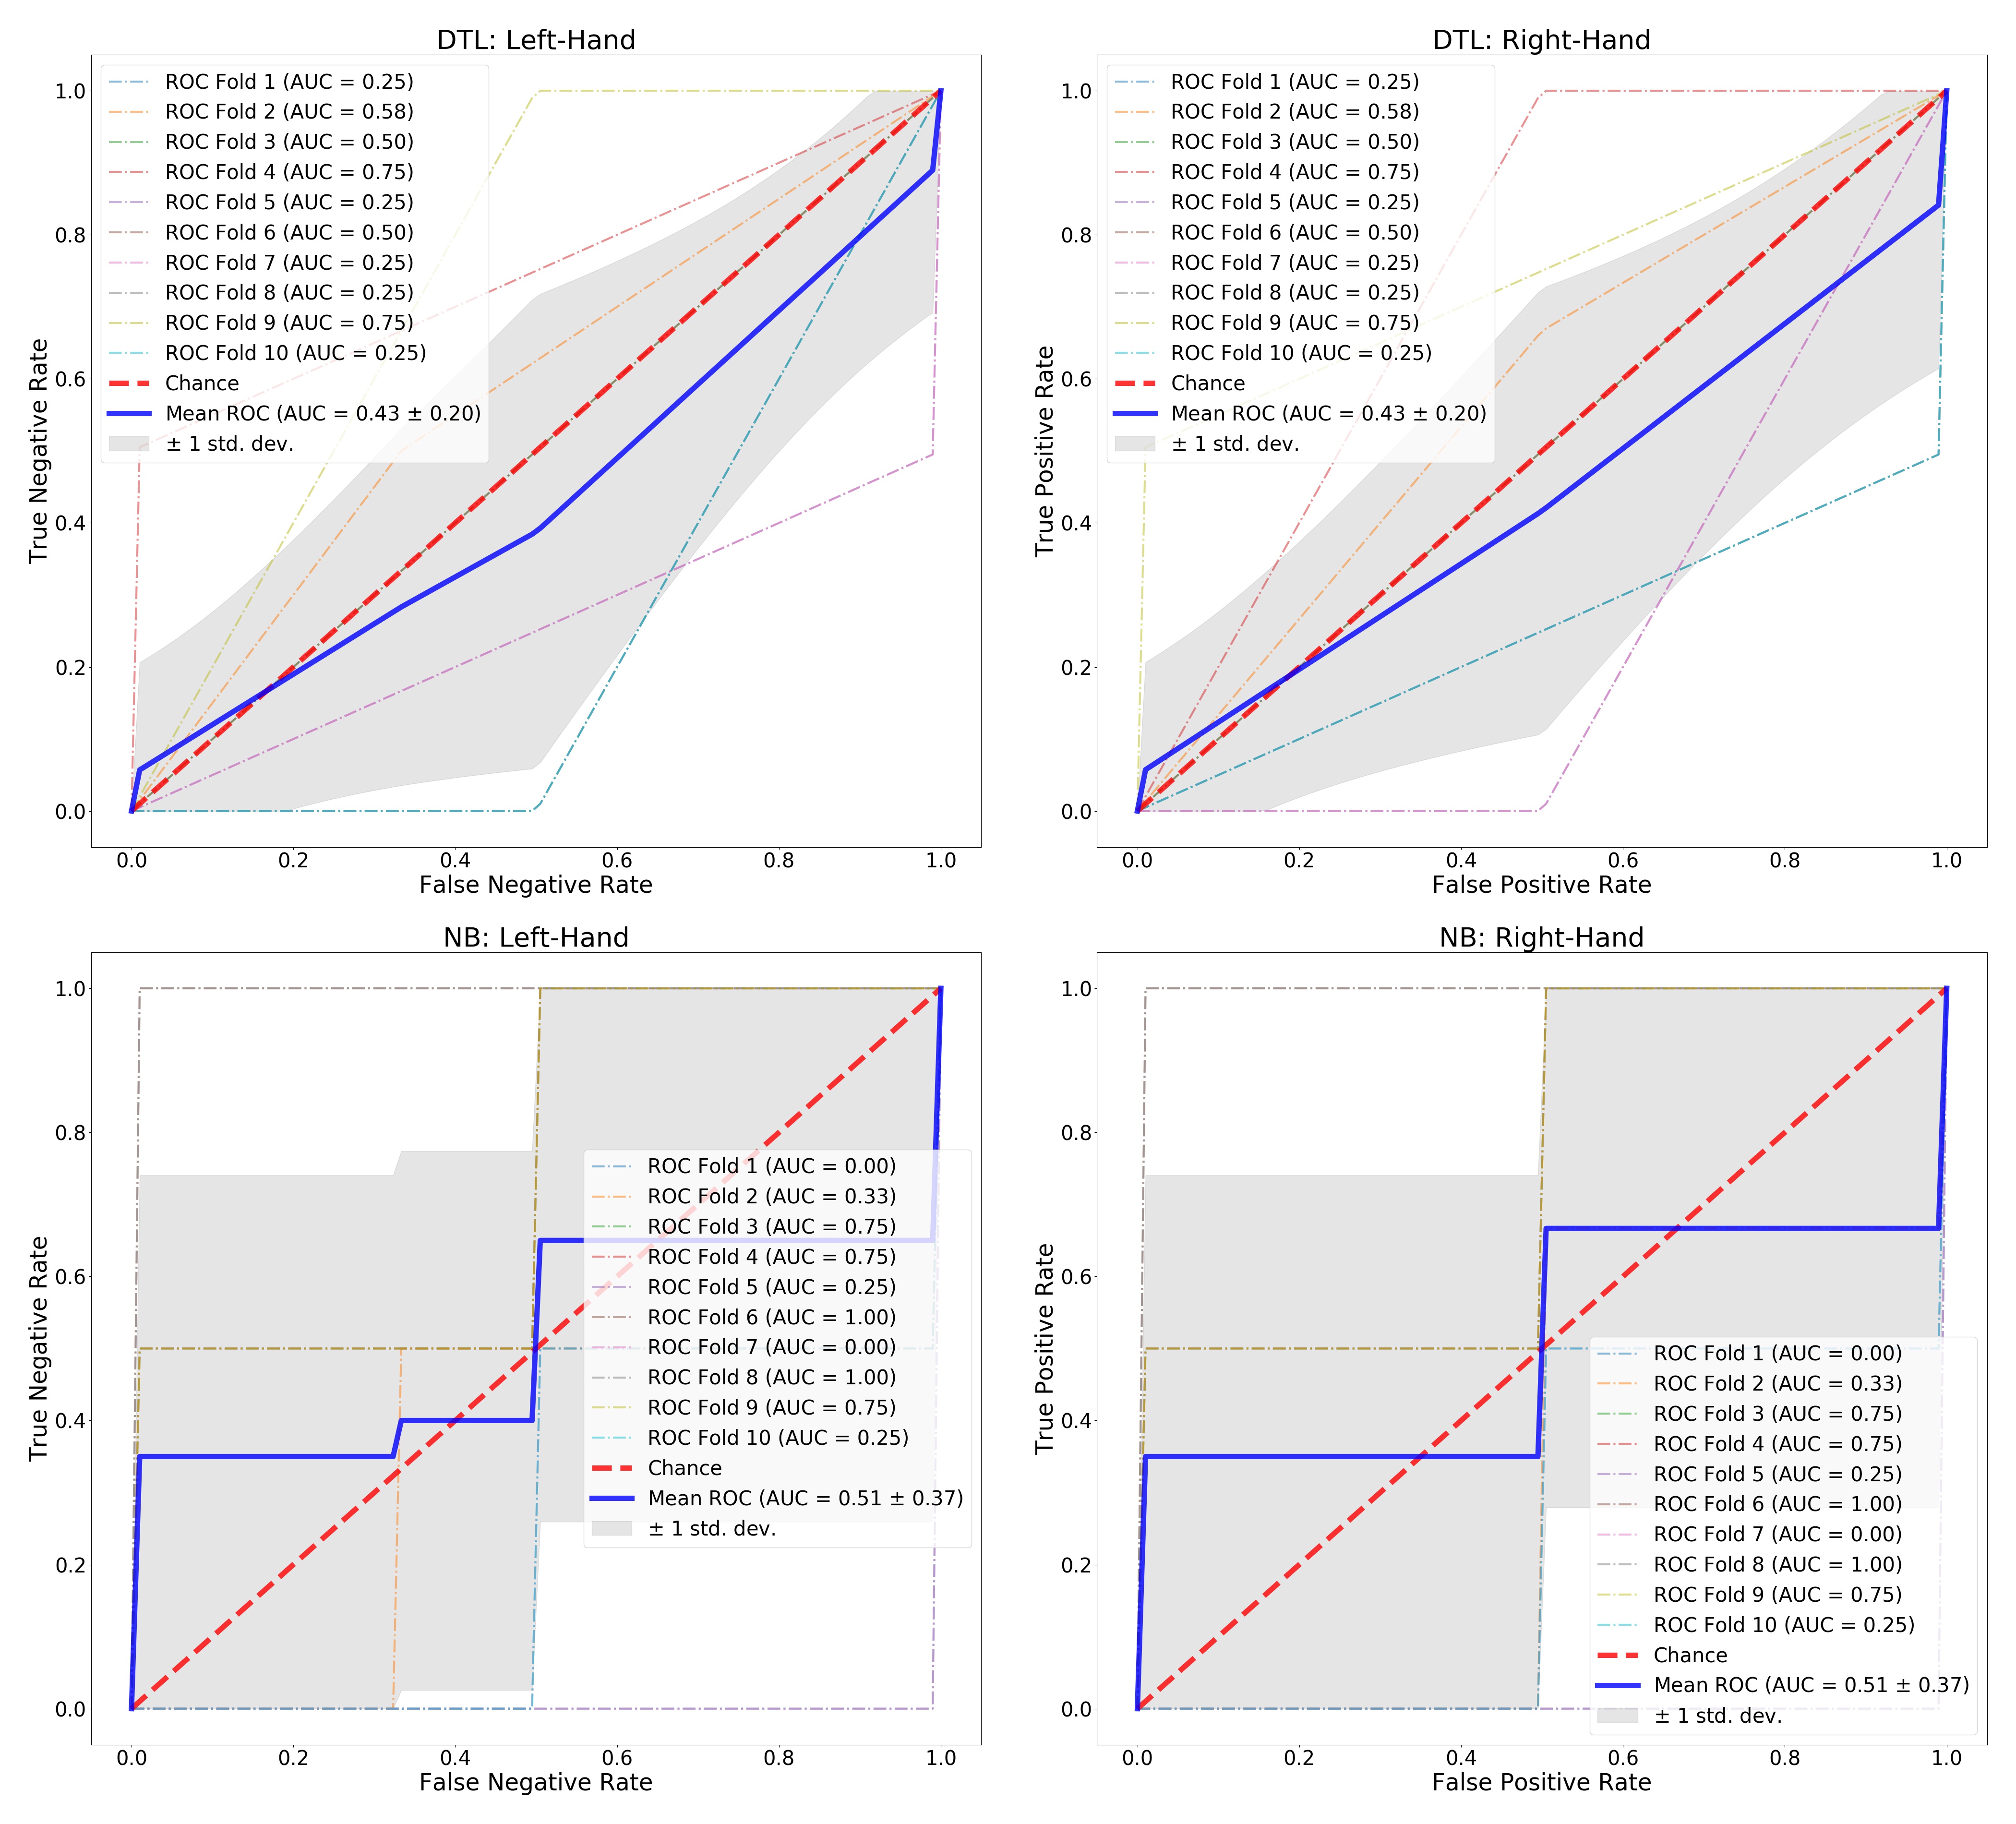 DTL: Left-Hand
ROC Fold 1 (AUC = 0.25)
ROC Fold 2 (AUC = 0.58)
ROC Fold 3 (AUC = 0.50)
ROC Fold 4 (AUC = 0.75)
ROC Fold 5 (AUC = 0.25)
ROC Fold 6 (AUC = 0.50)
ROC Fold 7 (AUC = 0.25)
ROC Fold 8 (AUC = 0.25)
ROC Fold 9 (AUC = 0.75)
ROC Fold 10 (AUC = 0.25)
Chance
Mean ROC (AUC = 0.43 ± 0.20)
± 1 std. dev.
True Negative Rate
1.0
0.8
0.6
0.4
0.2
0.0
0.0 0.2 0.4 0.6 0.8 1.0
False Negative Rate
DTL: Right-Hand
ROC Fold 1 (AUC = 0.25)
ROC Fold 2 (AUC = 0.58)
ROC Fold 3 (AUC = 0.50)
ROC Fold 4 (AUC = 0.75)
ROC Fold 5 (AUC = 0.25)
ROC Fold 6 (AUC = 0.50)
ROC Fold 7 (AUC = 0.25)
ROC Fold 8 (AUC = 0.25)
ROC Fold 9 (AUC = 0.75)
ROC Fold 10 (AUC = 0.25)
Chance
Mean ROC (AUC = 0.43 ± 0.20)
± 1 std. dev.
True Positive Rate
1.0
0.8
0.6
0.4
0.2
0.0
0.0 0.2 0.4 0.6 0.8 1.0
False Positive Rate
NB: Left-Hand
ROC Fold 1 (AUC = 0.00)
ROC Fold 2 (AUC = 0.33)
ROC Fold 3 (AUC = 0.75)
ROC Fold 4 (AUC = 0.75)
ROC Fold 5 (AUC = 0.25)
ROC Fold 6 (AUC = 1.00)
ROC Fold 7 (AUC = 0.00)
ROC Fold 8 (AUC = 1.00)
ROC Fold 9 (AUC = 0.75)
ROC Fold 10 (AUC = 0.25)
Chance
Mean ROC (AUC = 0.51 ± 0.37)
± 1 std. dev.
True Negative Rate
1.0
0.8
0.6
0.4
0.2
0.0
0.0 0.2 0.4 0.6 0.8 1.0
False Negative Rate
NB: Right-Hand
ROC Fold 1 (AUC = 0.00)
ROC Fold 2 (AUC = 0.33)
ROC Fold 3 (AUC = 0.75)
ROC Fold 4 (AUC = 0.75)
ROC Fold 5 (AUC = 0.25)
ROC Fold 6 (AUC = 1.00)
ROC Fold 7 (AUC = 0.00)
ROC Fold 8 (AUC = 1.00)
ROC Fold 9 (AUC = 0.75)
ROC Fold 10 (AUC = 0.25)
Chance
Mean ROC (AUC = 0.51 ± 0.37)
± 1 std. dev.
True Positive Rate
1.0
0.8
0.6
0.4
0.2
0.0
0.0 0.2 0.4 0.6 0.8 1.0
False Positive Rate